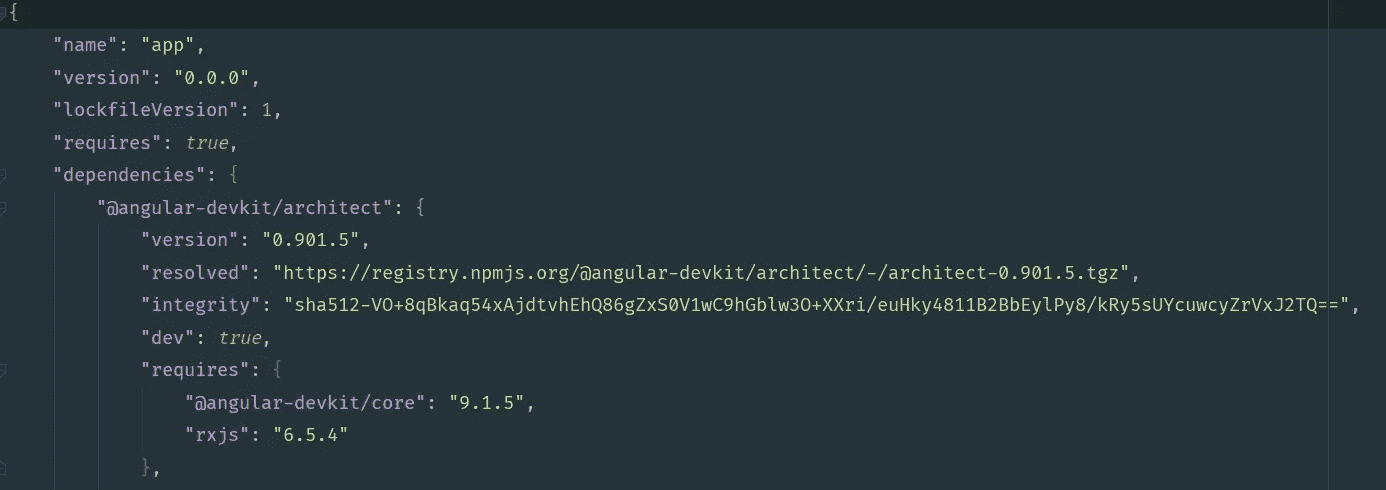 {
"name": "app",
"version": "0.0.0",
"lockfileVersion": 1,
"requires": true,
"dependencies": {
"@angular-devkit/architect": {
"version": "0.901.5",
"resolved": "https://registry.npmjs.org/@angular-devkit/architect/-/architect-0.901.5.tgz",
"integrity": "sha512-VO+8qBkaq54xAjdtvhEhQ86gZxS0V1wC9hGblw3O+XXri/euHky4811B2BbEylPy8/kRy5sUYcuwcyZrVxJ2TQ==",
"dev": true,
"requires": {
"@angular-devkit/core": "9.1.5",
"rxjs": "6.5.4"
},